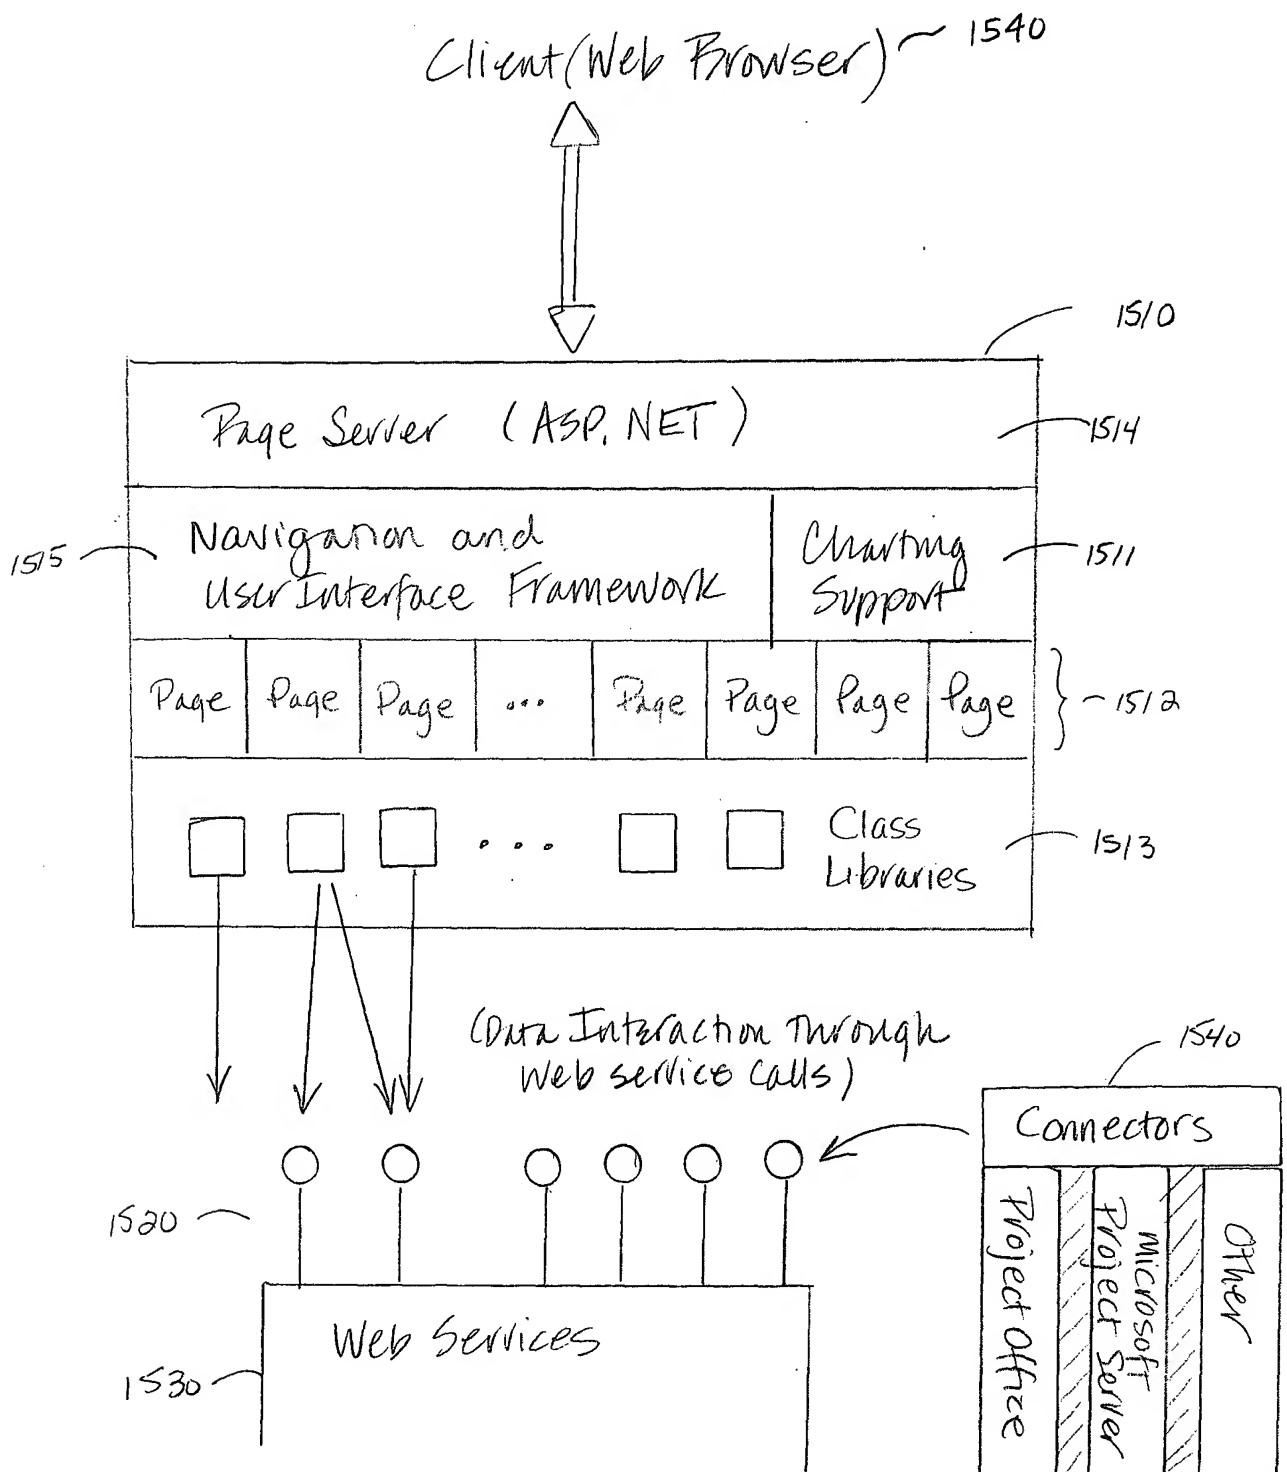 Client (Web Browser) 1540
1510
Page Server (ASP.NET)
1514
Navigation and
User Interface Framework
1515
Charting
Support
1511
Page Page Page ... Page Page Page Page
1512
... Class
Libraries
1513
(Data Interaction Through
Web service Calls)
1540
Connectors
Project Office
Microsoft
Project Server
Other
1520
Web Services
1530